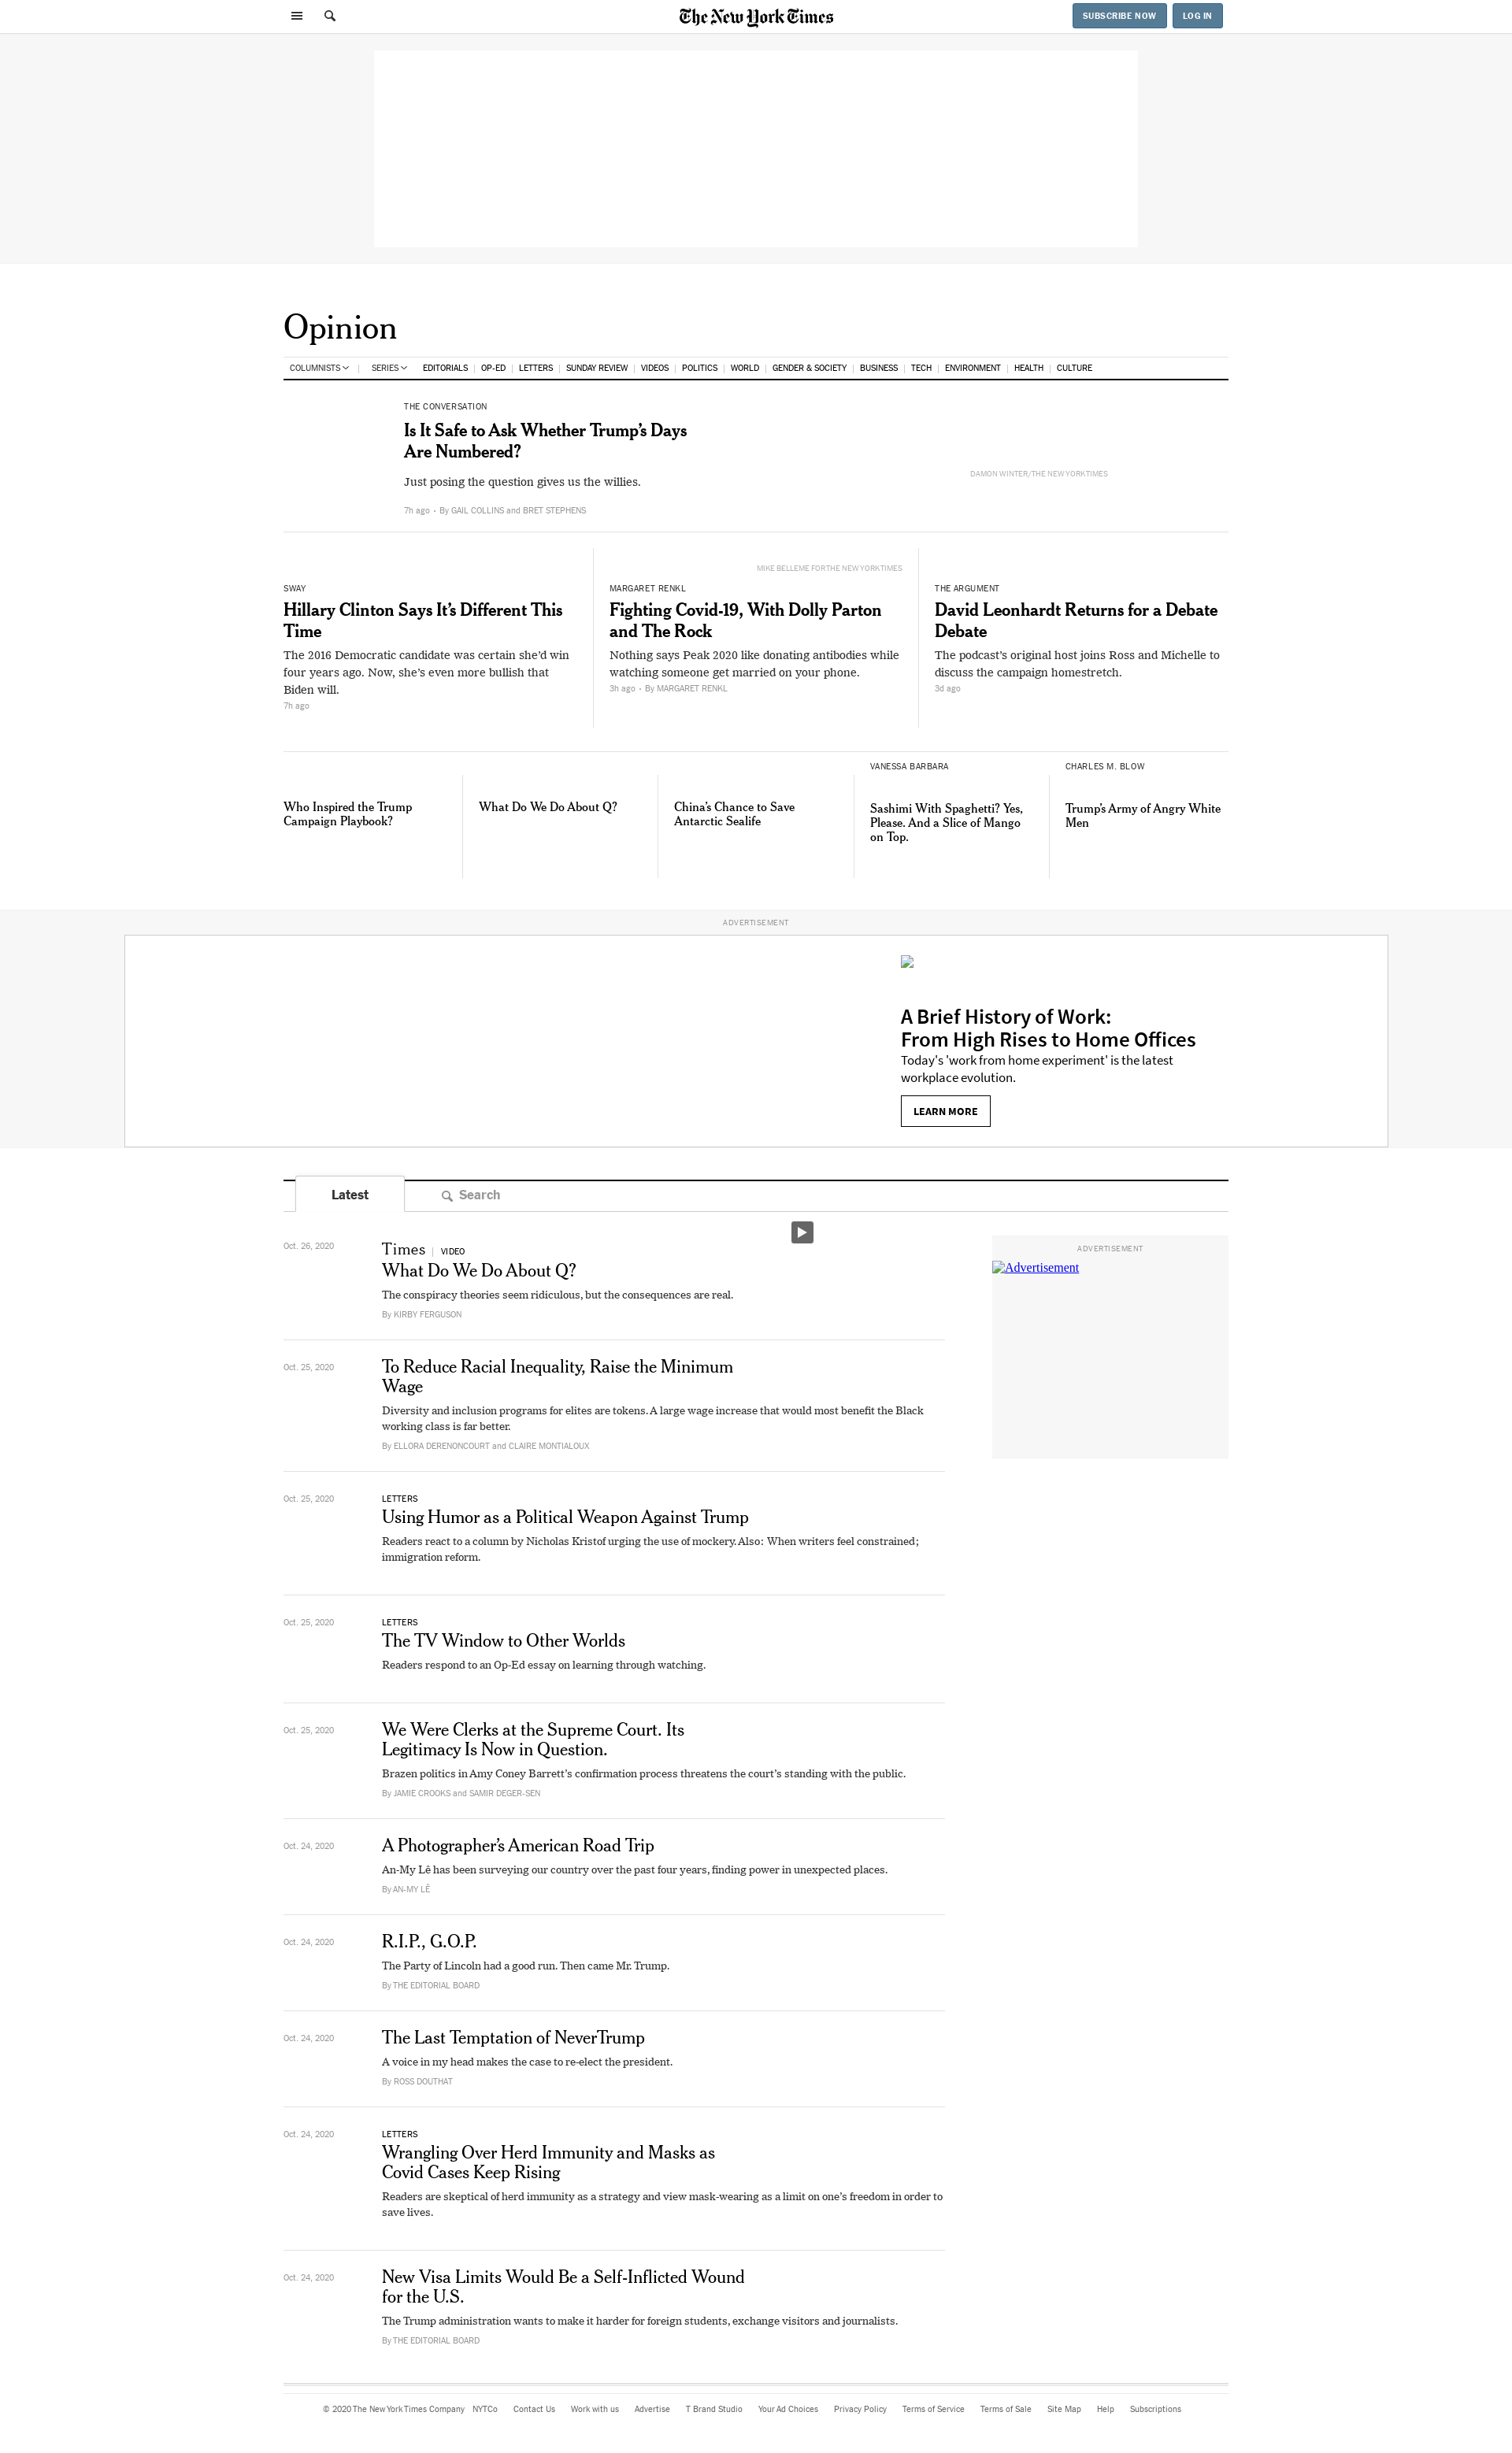 The New York Times
SUBSCRIBE NOW
LOG IN
Opinion
COLUMNISTS
SERIES
EDITORIALS
OP-ED
LETTERS
SUNDAY REVIEW
VIDEOS
POLITICS
WORLD
GENDER & SOCIETY
BUSINESS
TECH
ENVIRONMENT
HEALTH
CULTURE
THE CONVERSATION
Is It Safe to Ask Whether Trump’s Days
Are Numbered?
Just posing the question gives us the willies.
7h ago • By GAIL COLLINS and BRET STEPHENS
DAMON WINTER/THE NEW YORK TIMES
SWAY
Hillary Clinton Says It’s Different This
Time
The 2016 Democratic candidate was certain she’d win
four years ago. Now, she’s even more bullish that
Biden will.
7h ago
MIKE BELLEME FOR THE NEW YORK TIMES
MARGARET RENKL
Fighting Covid-19, With Dolly Parton
and The Rock
Nothing says Peak 2020 like donating antibodies while
watching someone get married on your phone.
3h ago • By MARGARET RENKL
THE ARGUMENT
David Leonhardt Returns for a Debate
Debate
The podcast’s original host joins Ross and Michelle to
discuss the campaign homestretch.
3d ago
Who Inspired the Trump
Campaign Playbook?
What Do We Do About Q?
China’s Chance to Save
Antarctic Sealife
VANESSA BARBARA
Sashimi With Spaghetti? Yes,
Please. And a Slice of Mango
on Top.
CHARLES M. BLOW
Trump’s Army of Angry White
Men
ADVERTISEMENT
A Brief History of Work:
From High Rises to Home Offices
Today's 'work from home experiment' is the latest
workplace evolution.
LEARN MORE
Latest
Search
Oct. 26, 2020
Times | VIDEO
What Do We Do About Q?
The conspiracy theories seem ridiculous, but the consequences are real.
By KIRBY FERGUSON
ADVERTISEMENT
Advertisement
Oct. 25, 2020
To Reduce Racial Inequality, Raise the Minimum
Wage
Diversity and inclusion programs for elites are tokens. A large wage increase that would most benefit the Black
working class is far better.
By ELLORA DERENONCOURT and CLAIRE MONTIALOUX
Oct. 25, 2020
LETTERS
Using Humor as a Political Weapon Against Trump
Readers react to a column by Nicholas Kristof urging the use of mockery. Also: When writers feel constrained;
immigration reform.
Oct. 25, 2020
LETTERS
The TV Window to Other Worlds
Readers respond to an Op-Ed essay on learning through watching.
Oct. 25, 2020
We Were Clerks at the Supreme Court. Its
Legitimacy Is Now in Question.
Brazen politics in Amy Coney Barrett’s confirmation process threatens the court’s standing with the public.
By JAMIE CROOKS and SAMIR DEGER-SEN
Oct. 24, 2020
A Photographer’s American Road Trip
An-My Lê has been surveying our country over the past four years, finding power in unexpected places.
By AN-MY LÊ
Oct. 24, 2020
R.I.P., G.O.P.
The Party of Lincoln had a good run. Then came Mr. Trump.
By THE EDITORIAL BOARD
Oct. 24, 2020
The Last Temptation of NeverTrump
A voice in my head makes the case to re-elect the president.
By ROSS DOUTHAT
Oct. 24, 2020
LETTERS
Wrangling Over Herd Immunity and Masks as
Covid Cases Keep Rising
Readers are skeptical of herd immunity as a strategy and view mask-wearing as a limit on one’s freedom in order to
save lives.
Oct. 24, 2020
New Visa Limits Would Be a Self-Inflicted Wound
for the U.S.
The Trump administration wants to make it harder for foreign students, exchange visitors and journalists.
By THE EDITORIAL BOARD
© 2020 The New York Times Company
NYTCo
Contact Us
Work with us
Advertise
T Brand Studio
Your Ad Choices
Privacy Policy
Terms of Service
Terms of Sale
Site Map
Help
Subscriptions